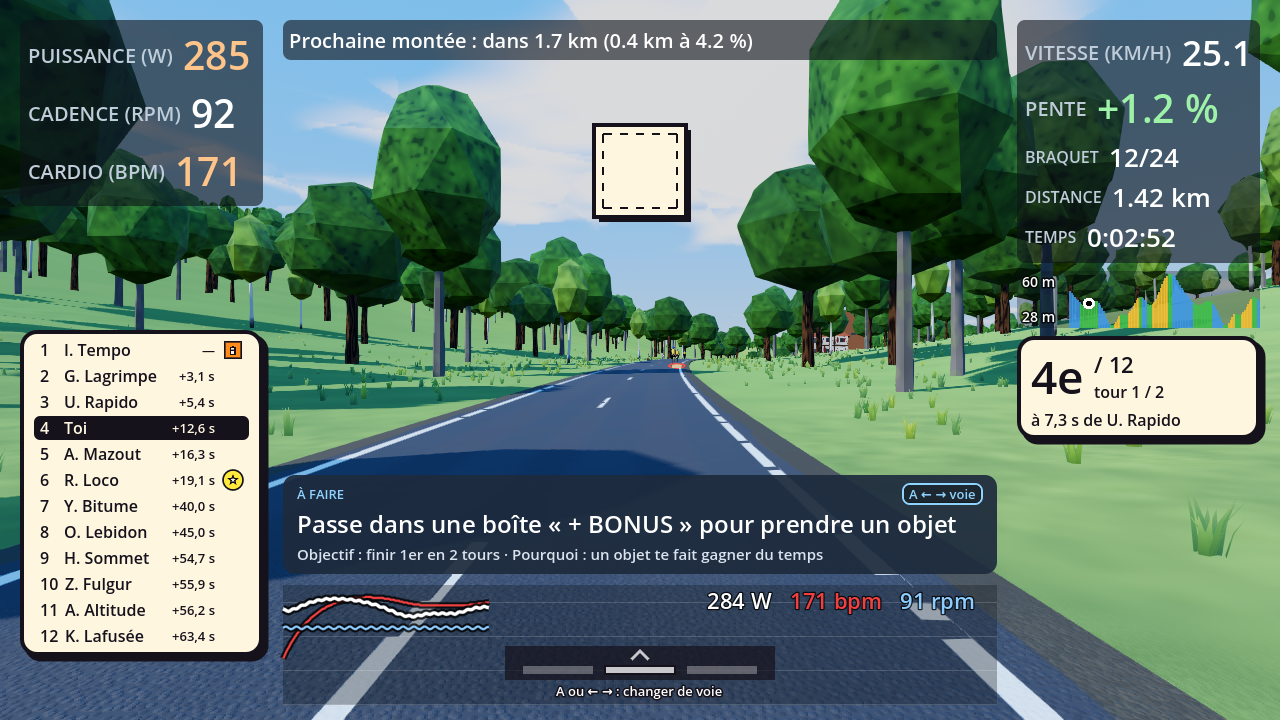 PUISSANCE (W) 285
CADENCE (RPM) 92
CARDIO (BPM) 171
Prochaine montée : dans 1.7 km (0.4 km à 4.2 %)
VITESSE (KM/H) 25.1
PENTE +1.2 %
BRAQUET 12/24
DISTANCE 1.42 km
TEMPS 0:02:52
60 m
28 m
4e / 12
tour 1 / 2
à 7,3 s de U. Rapido
1 I. Tempo —
2 G. Lagrimpe +3,1 s
3 U. Rapido +5,4 s
4 Toi +12,6 s
5 A. Mazout +16,3 s
6 R. Loco +19,1 s
7 Y. Bitume +40,0 s
8 O. Lebidon +45,0 s
9 H. Sommet +54,7 s
10 Z. Fulgur +55,9 s
11 A. Altitude +56,2 s
12 K. Lafusée +63,4 s
À FAIRE
A ← → voie
Passe dans une boîte « + BONUS » pour prendre un objet
Objectif : finir 1er en 2 tours · Pourquoi : un objet te fait gagner du temps
284 W 171 bpm 91 rpm
A ou ← → : changer de voie